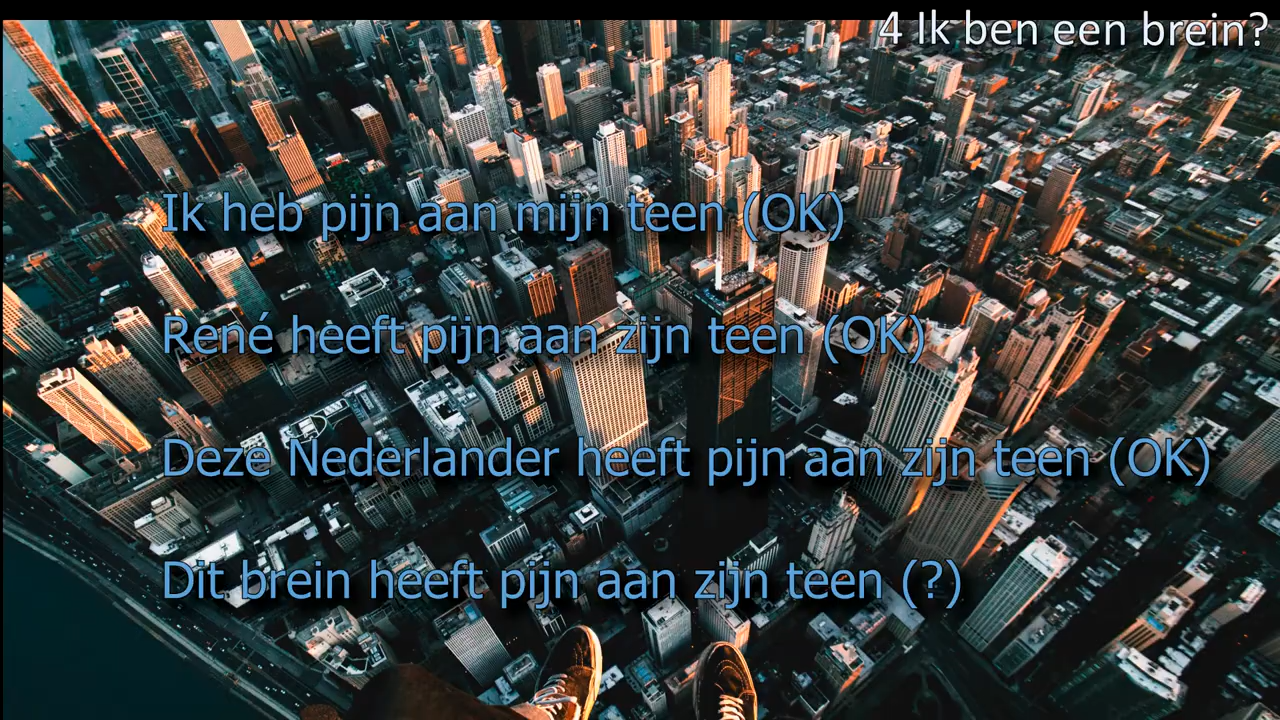 4 Ik ben een brein?
Ik heb pijn aan mijn teen (OK)
René heeft pijn aan zijn teen (OK)
Deze Nederlander heeft pijn aan zijn teen (OK)
Dit brein heeft pijn aan zijn teen (?)